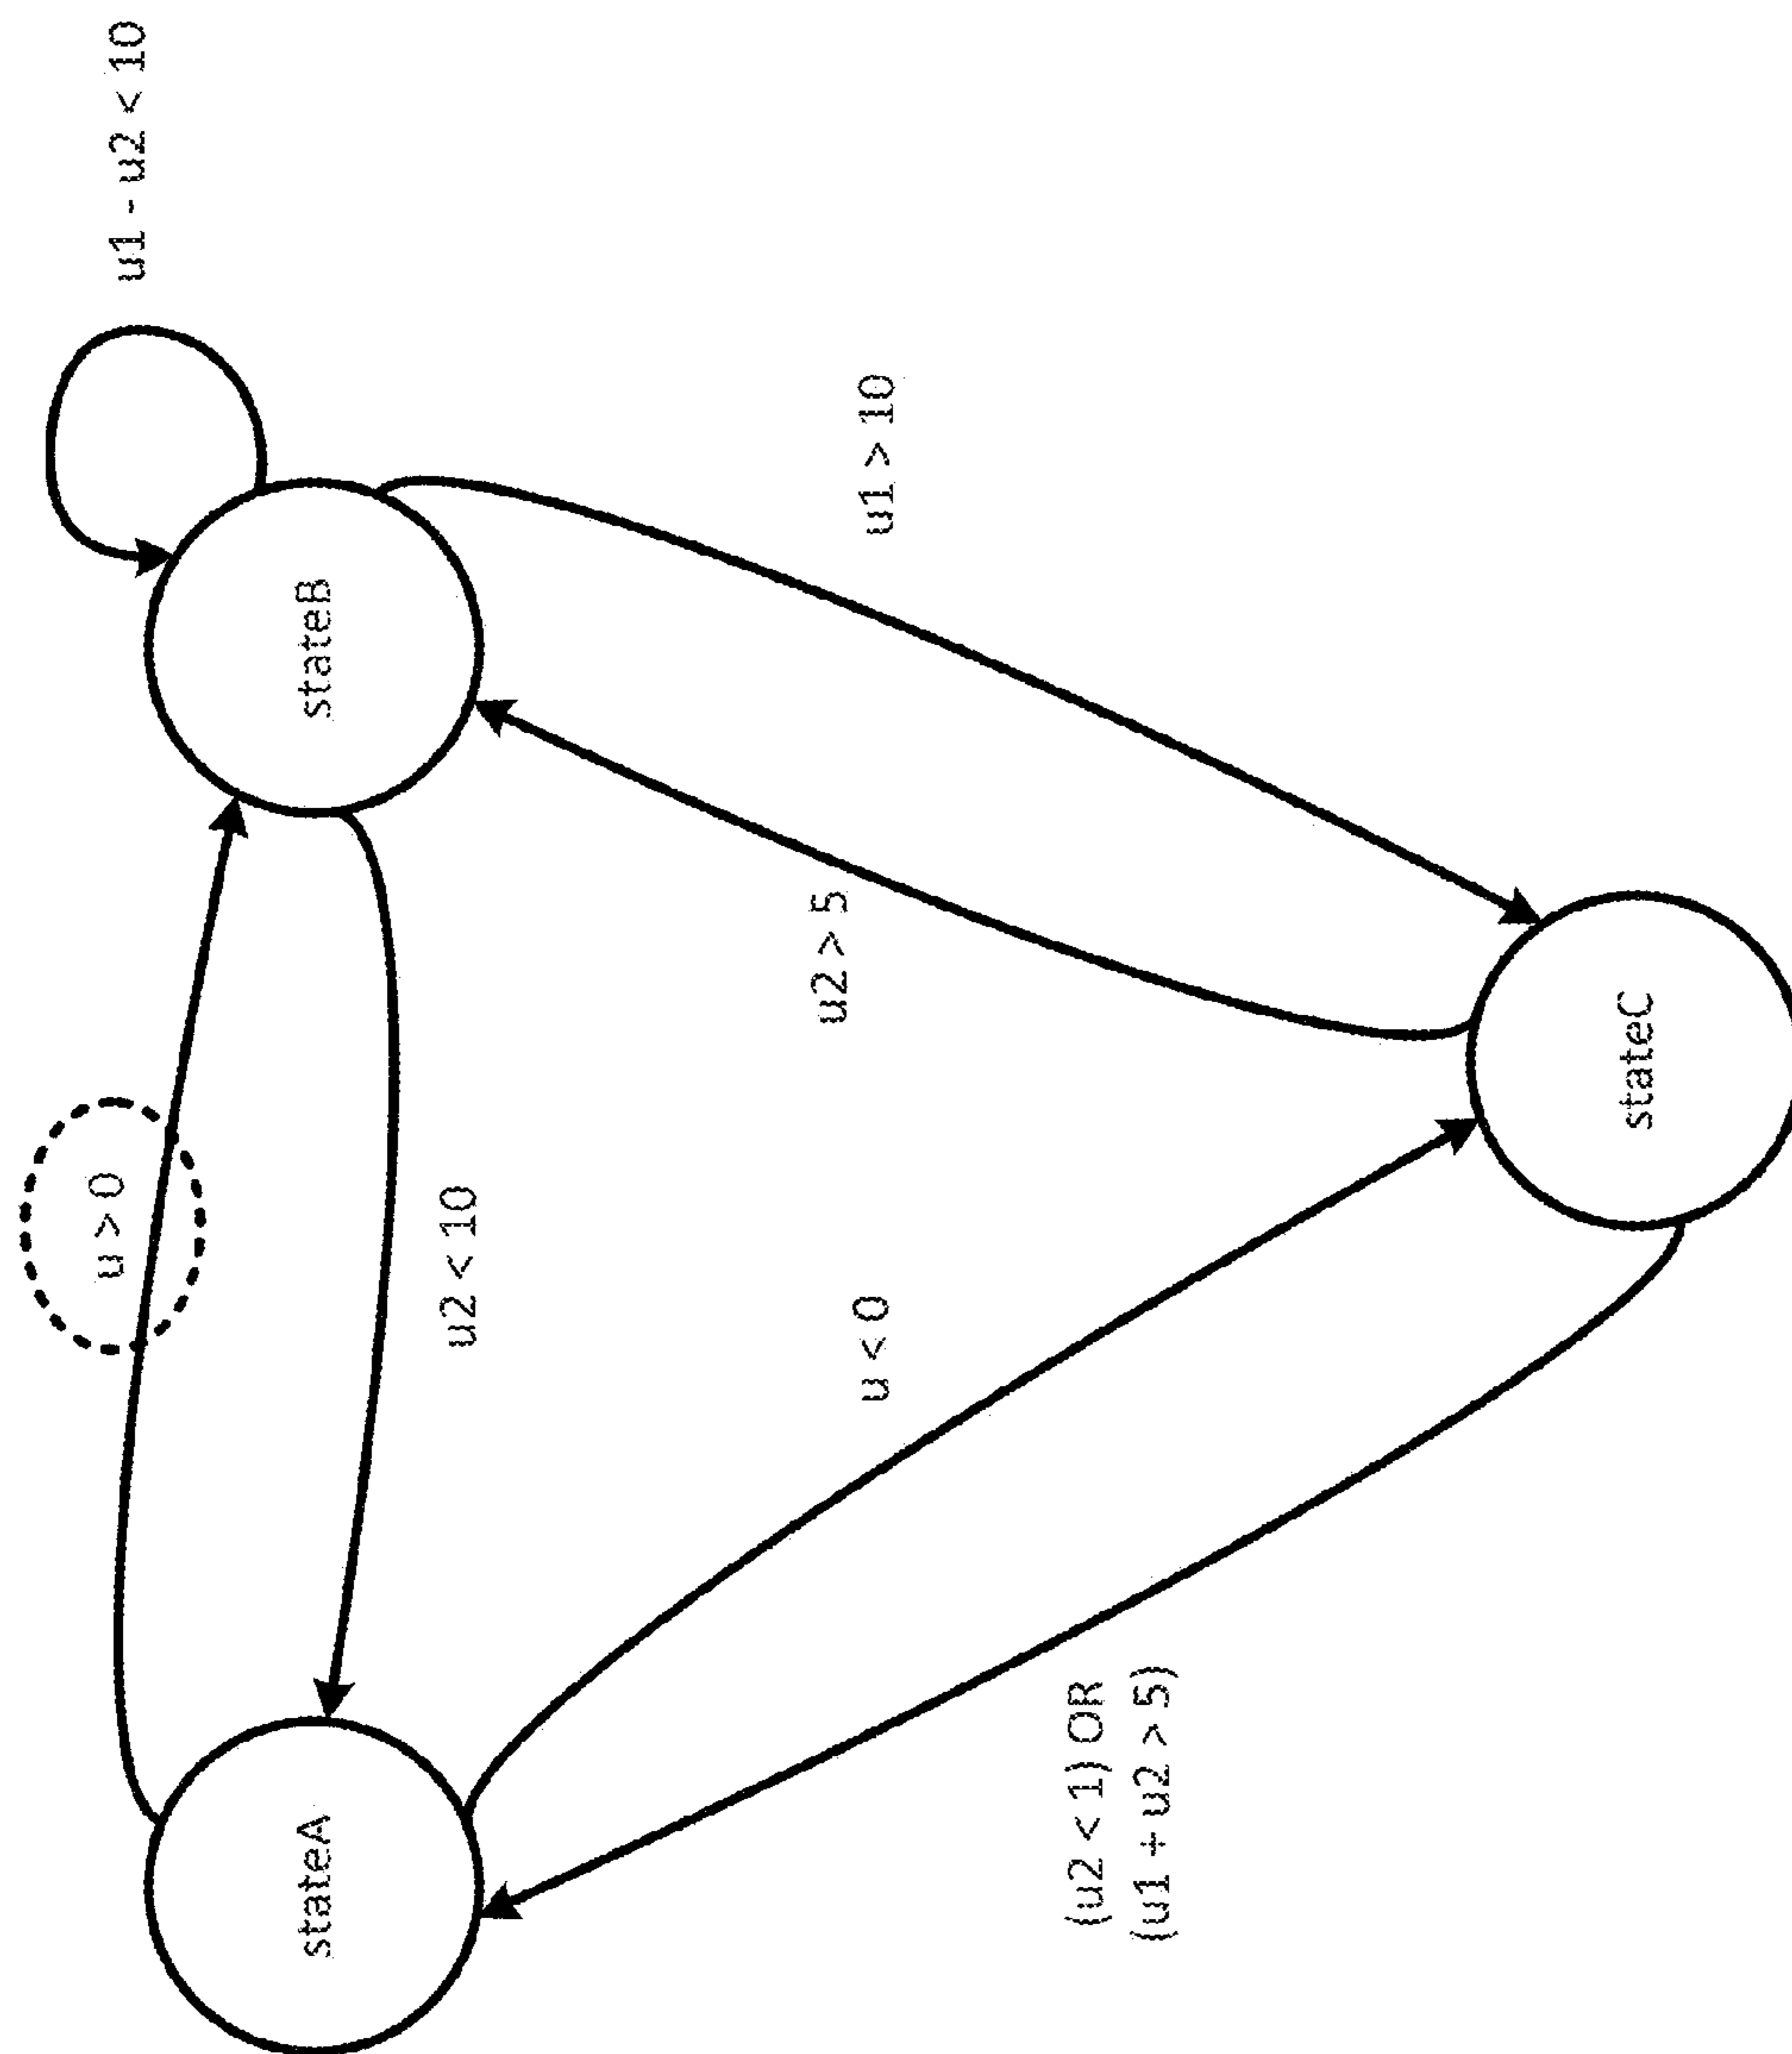 u > 0
u1 - u2 < 10
stateA
stateB
u2 < 10
u < 0
u2 > 5
u1 > 10
(u2 < 1) OR
(u1 + u2 > 5)
stateC